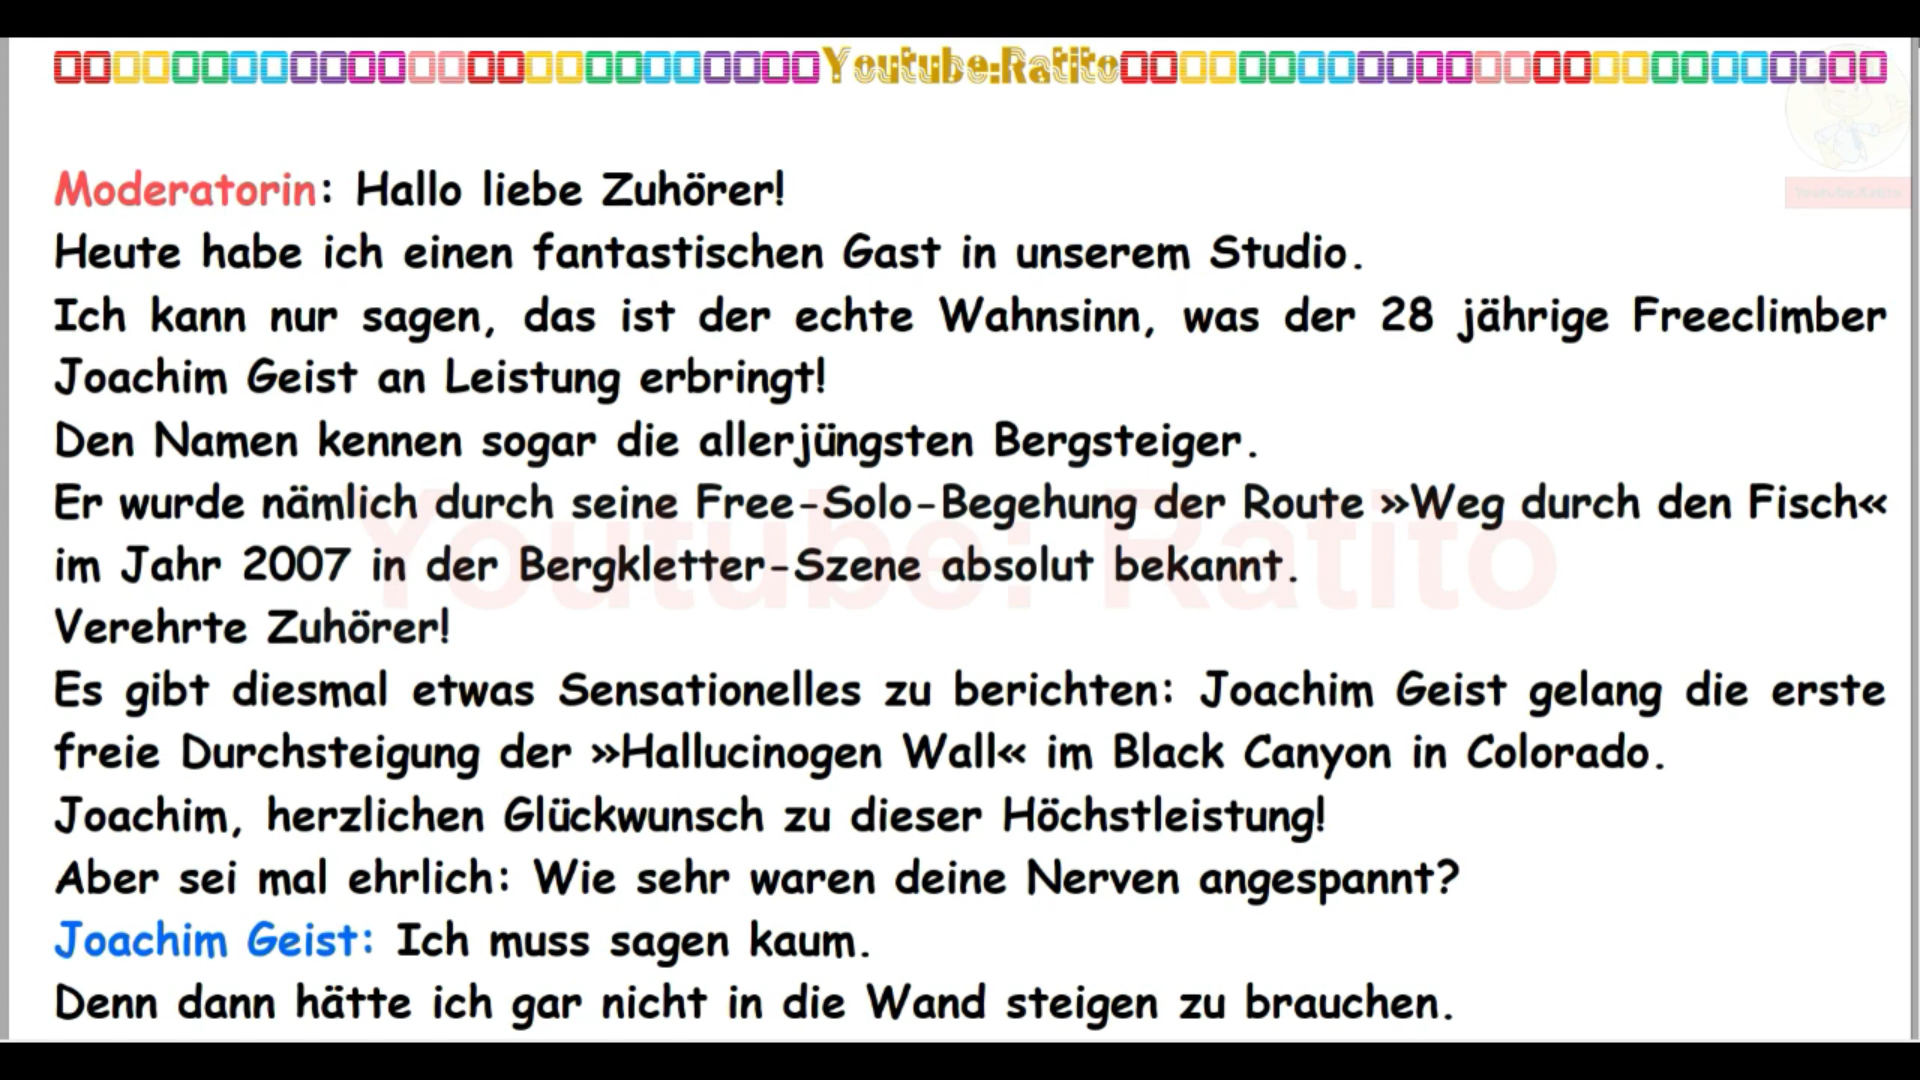 Youtube:Ratito
Youtube:Ratito
Moderatorin: Hallo liebe Zuhörer!
Heute habe ich einen fantastischen Gast in unserem Studio.
Ich kann nur sagen, das ist der echte Wahnsinn, was der 28 jährige Freeclimber
Joachim Geist an Leistung erbringt!
Den Namen kennen sogar die allerjüngsten Bergsteiger.
Er wurde nämlich durch seine Free-Solo-Begehung der Route »Weg durch den Fisch«
Youtube: Ratito
im Jahr 2007 in der Bergkletter-Szene absolut bekannt.
Verehrte Zuhörer!
Es gibt diesmal etwas Sensationelles zu berichten: Joachim Geist gelang die erste
freie Durchsteigung der »Hallucinogen Wall« im Black Canyon in Colorado.
Joachim, herzlichen Glückwunsch zu dieser Höchstleistung!
Aber sei mal ehrlich: Wie sehr waren deine Nerven angespannt?
Joachim Geist: Ich muss sagen kaum.
Denn dann hätte ich gar nicht in die Wand steigen zu brauchen.